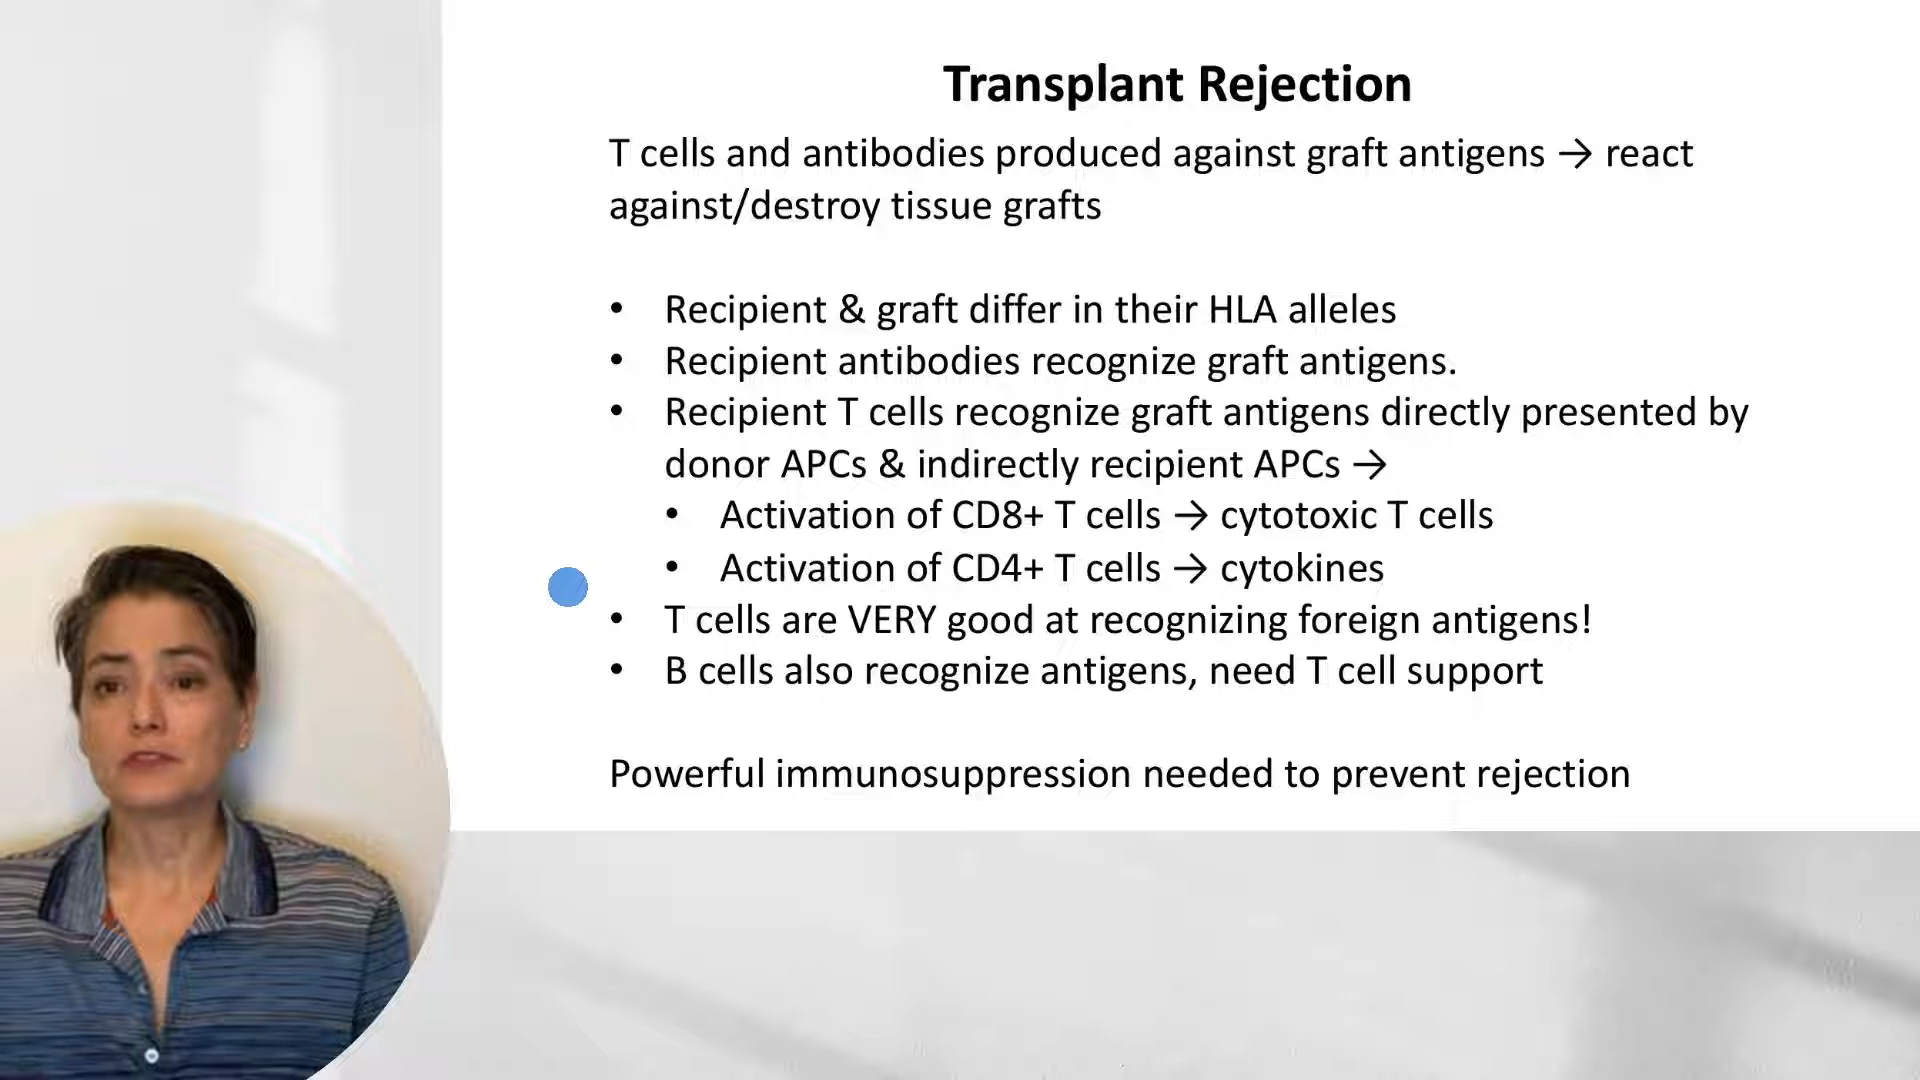 Transplant Rejection
T cells and antibodies produced against graft antigens → react
against/destroy tissue grafts
• Recipient & graft differ in their HLA alleles
• Recipient antibodies recognize graft antigens.
• Recipient T cells recognize graft antigens directly presented by
donor APCs & indirectly recipient APCs →
• Activation of CD8+ T cells → cytotoxic T cells
• Activation of CD4+ T cells → cytokines
• T cells are VERY good at recognizing foreign antigens!
• B cells also recognize antigens, need T cell support
Powerful immunosuppression needed to prevent rejection